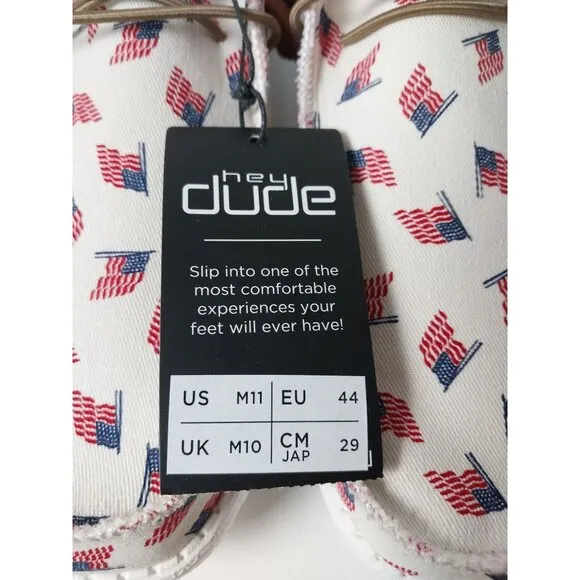 hey
dude
Slip into one of the
most comfortable
experiences your
feet will ever have!
US M11 EU 44
UK M10 CM 29
JAP